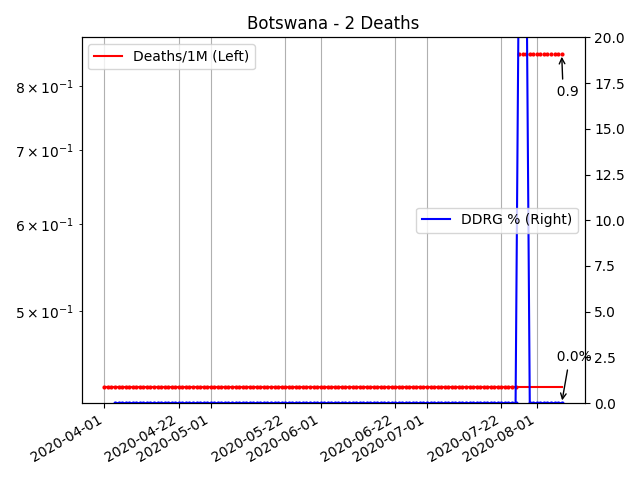 Botswana - 2 Deaths
Deaths/1M (Left)
DDRG % (Right)
0.9
0.0%
8 × 10⁻¹
7 × 10⁻¹
6 × 10⁻¹
5 × 10⁻¹
20.0
17.5
15.0
12.5
10.0
7.5
5.0
2.5
0.0
2020-04-01
2020-04-22
2020-05-01
2020-05-22
2020-06-01
2020-06-22
2020-07-01
2020-07-22
2020-08-01